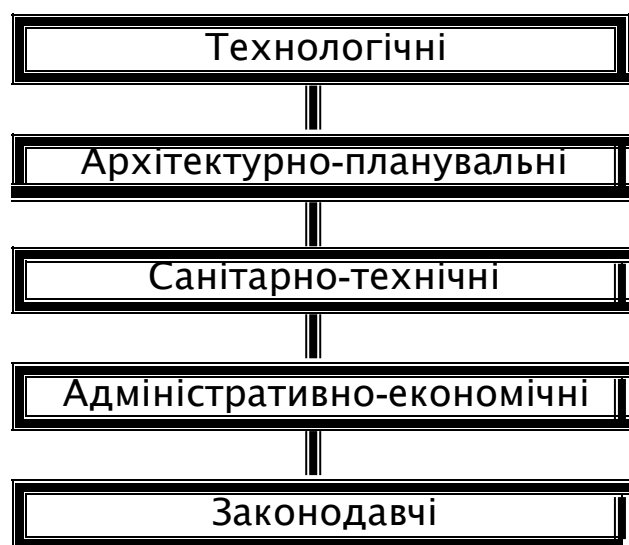 Технологічні
Архітектурно-планувальні
Санітарно-технічні
Адміністративно-економічні
Законодавчі